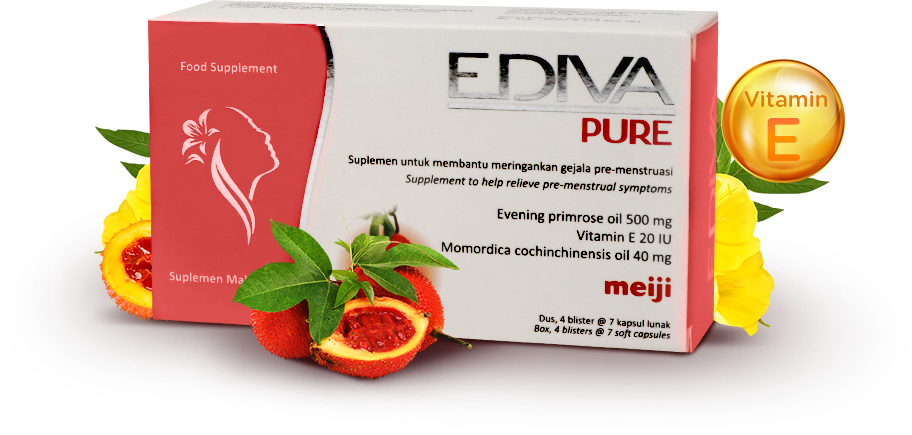 Food Supplement
EDIVA
PURE
Suplemen untuk membantu meringankan gejala pre-menstruasi
Supplement to help relieve pre-menstrual symptoms
Evening primrose oil 500 mg
Vitamin E 20 IU
Momordica cochinchinensis oil 40 mg
Suplemen
meiji
Dus, 4 blister @ 7 kapsul lunak
Box, 4 blisters @ 7 soft capsules
Vitamin
E